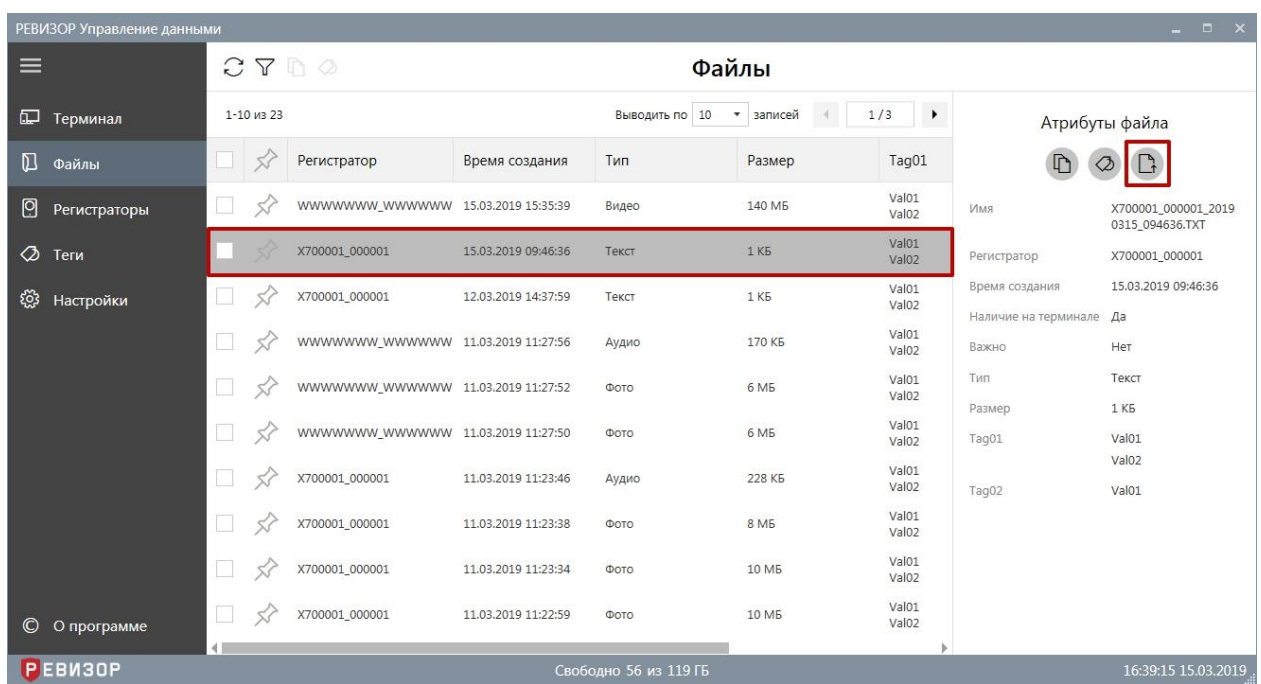 РЕВИЗОР Управление данными
Файлы
Терминал
Файлы
Регистраторы
Теги
Настройки
© О программе
1-10 из 23 Выводить по 10 записей 1 / 3
Регистратор Время создания Тип Размер Tag01
WWWWWWW_WWWWWW 15.03.2019 15:35:39 Видео 140 МБ Val01
Val02
X700001_000001 15.03.2019 09:46:36 Текст 1 КБ Val01
Val02
X700001_000001 12.03.2019 14:37:59 Текст 1 КБ Val01
Val02
WWWWWWW_WWWWWW 11.03.2019 11:27:56 Аудио 170 КБ Val01
Val02
WWWWWWW_WWWWWW 11.03.2019 11:27:52 Фото 6 МБ Val01
Val02
WWWWWWW_WWWWWW 11.03.2019 11:27:50 Фото 6 МБ Val01
Val02
X700001_000001 11.03.2019 11:23:46 Аудио 228 КБ Val01
Val02
X700001_000001 11.03.2019 11:23:38 Фото 8 МБ Val01
Val02
X700001_000001 11.03.2019 11:23:34 Фото 10 МБ Val01
Val02
X700001_000001 11.03.2019 11:22:59 Фото 10 МБ Val01
Val02
Атрибуты файла
Имя X700001_000001_2019
0315_094636.TXT
Регистратор X700001_000001
Время создания 15.03.2019 09:46:36
Наличие на терминале Да
Важно Нет
Тип Текст
Размер 1 КБ
Tag01 Val01
Val02
Tag02 Val01
РЕВИЗОР Свободно 56 из 119 ГБ 16:39:15 15.03.2019